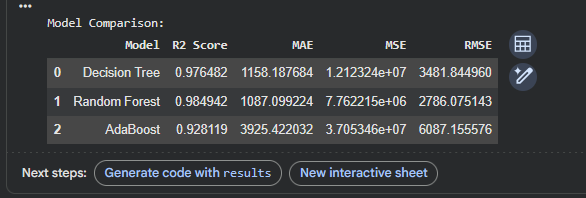 •••
Model Comparison:
Model R2 Score MAE MSE RMSE
0 Decision Tree 0.976482 1158.187684 1.212324e+07 3481.844960
1 Random Forest 0.984942 1087.099224 7.762215e+06 2786.075143
2 AdaBoost 0.928119 3925.422032 3.705346e+07 6087.155576
Next steps: Generate code with results New interactive sheet